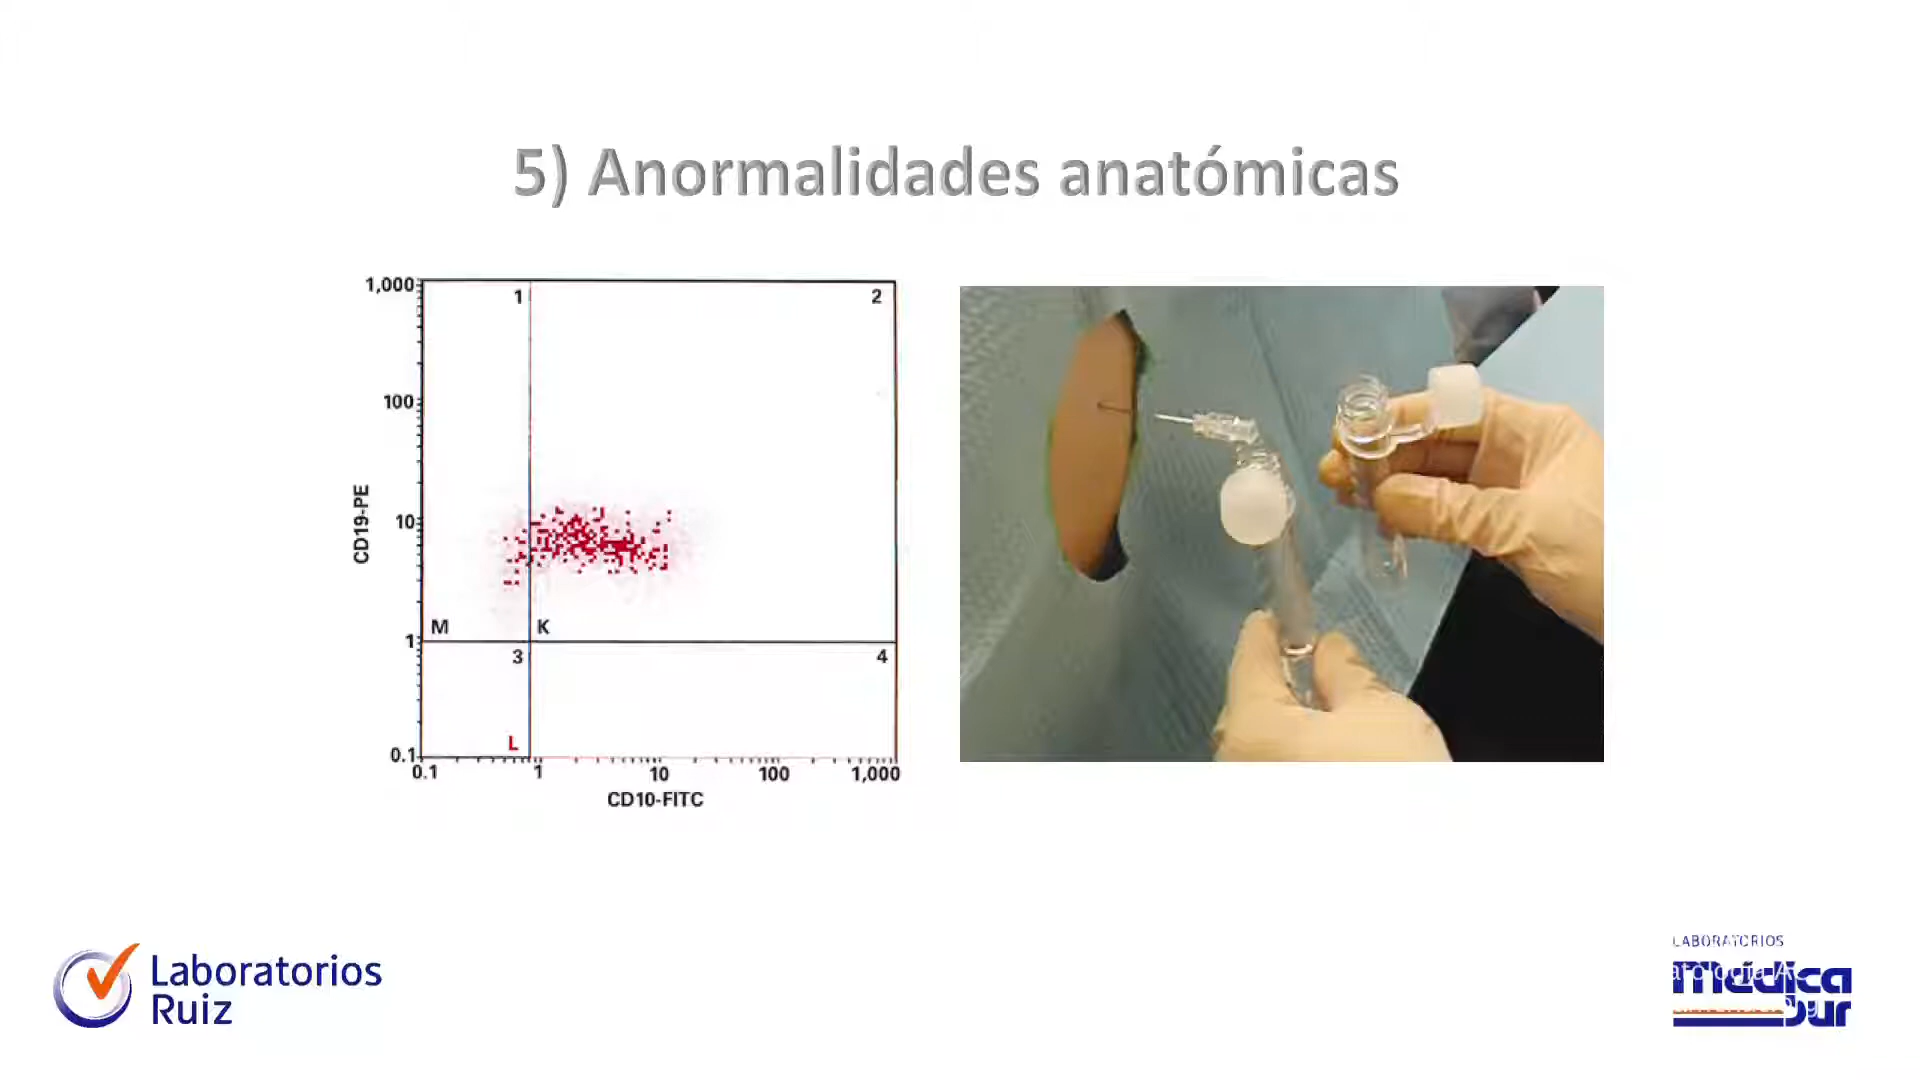 5) Anormalidades anatómicas
1,000
1
2
100
CD19-PE
10
M
K
1
3
4
L
0.1
0.1
1
10
100
1,000
CD10-FITC
Laboratorios
Ruiz
LABORATORIOS
médica
sur